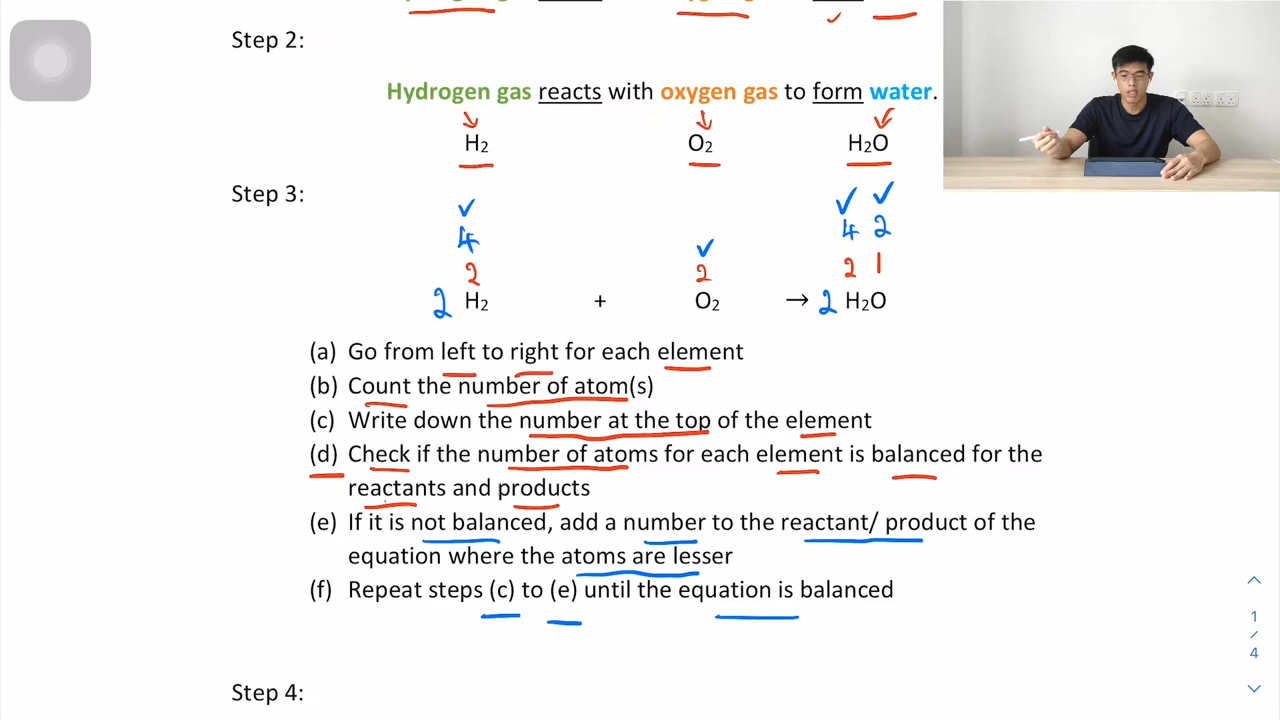 Step 2:
Hydrogen gas reacts with oxygen gas to form water.
H₂ O₂ H₂O
Step 3:
4 4 2
2 2 2 1
2 H₂ + O₂ → 2 H₂O
(a) Go from left to right for each element
(b) Count the number of atom(s)
(c) Write down the number at the top of the element
(d) Check if the number of atoms for each element is balanced for the
reactants and products
(e) If it is not balanced, add a number to the reactant/ product of the
equation where the atoms are lesser
(f) Repeat steps (c) to (e) until the equation is balanced
1
/
4
Step 4: